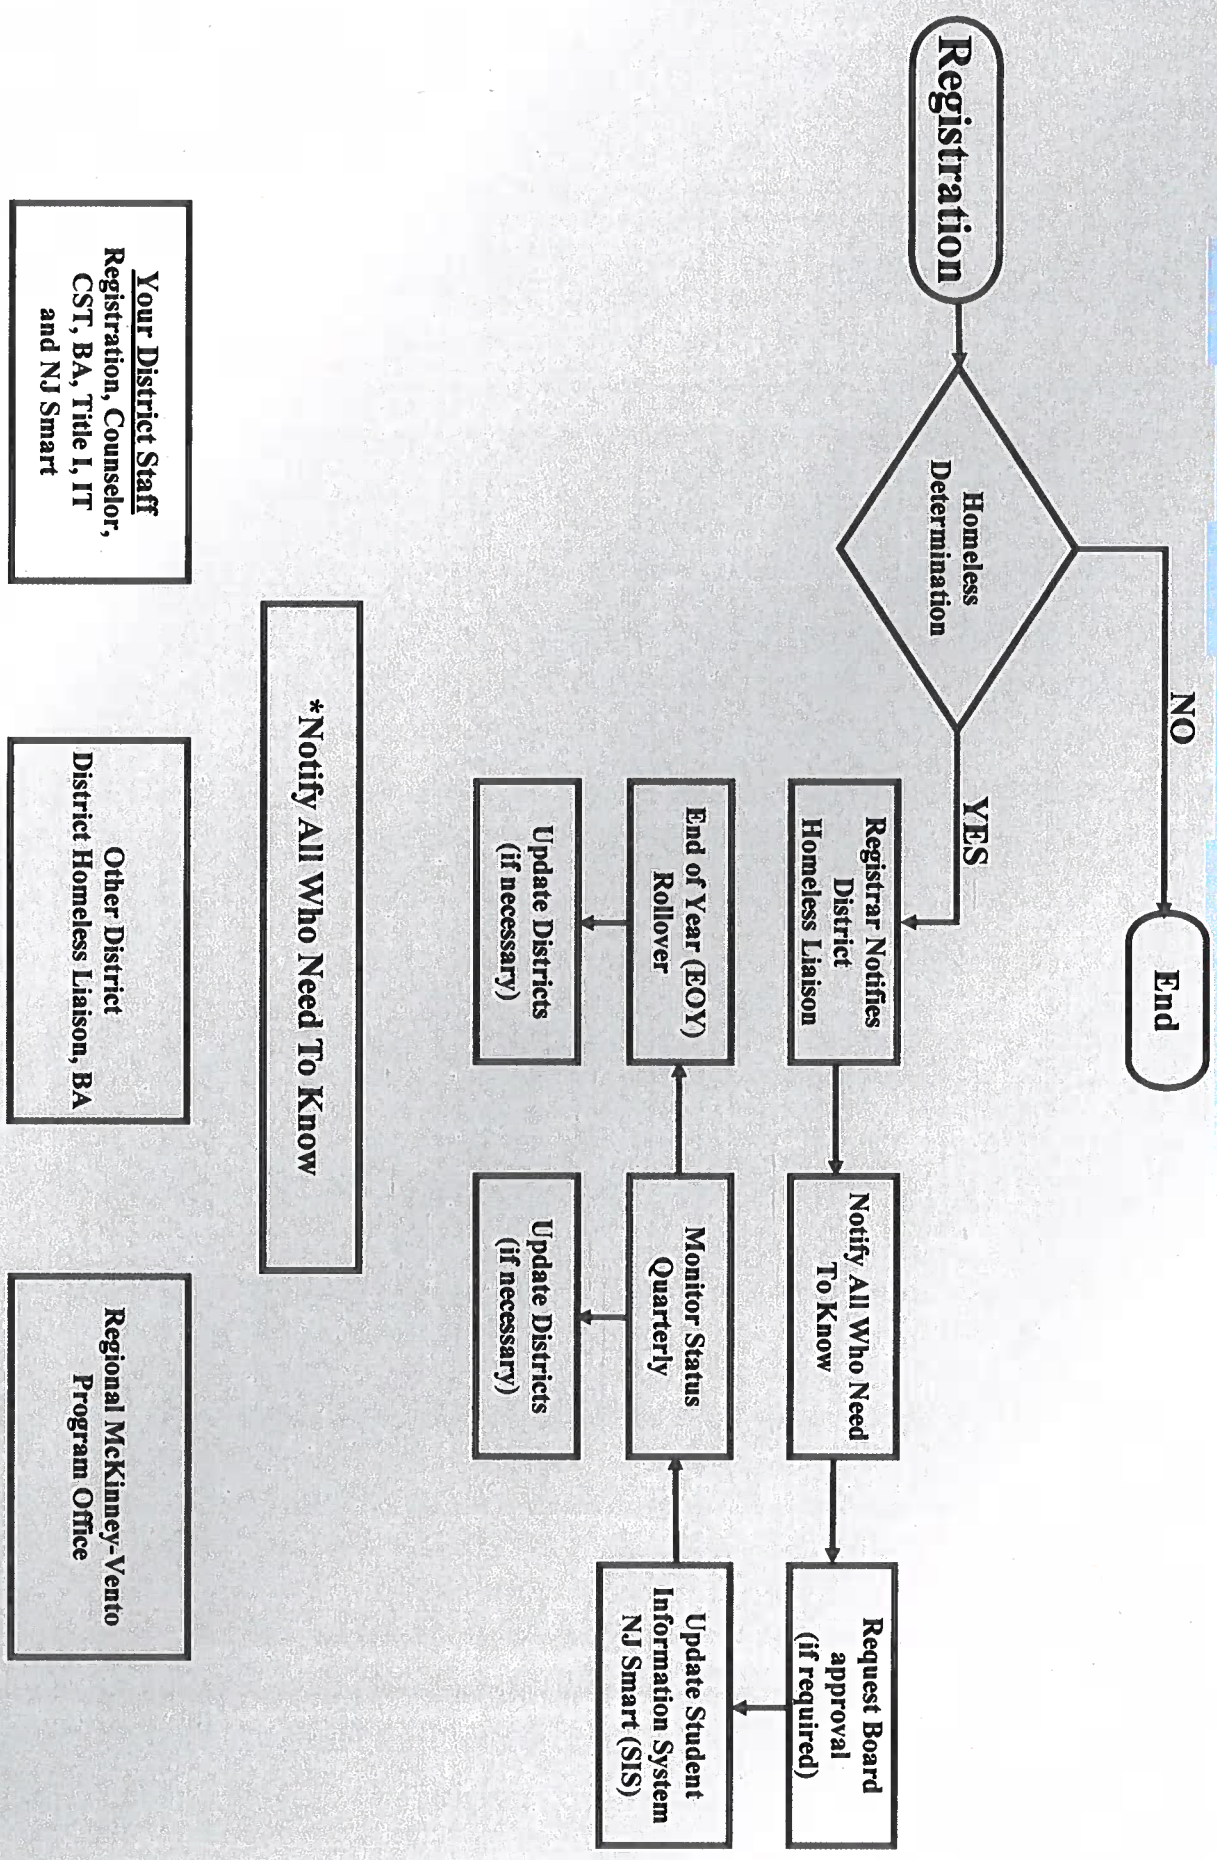 Registration
Homeless
Determination
NO
End
YES
Registrar Notifies
District
Homeless Liaison
Notify All Who Need
To Know
Request Board
approval
(if required)
End of Year (EOY)
Rollover
Monitor Status
Quarterly
Update Student
Information System
NJ Smart (SIS)
Update Districts
(if necessary)
Update Districts
(if necessary)
*Notify All Who Need To Know
Your District Staff
Registration, Counselor,
CST, BA, Title I, IT
and NJ Smart
Other District
District Homeless Liaison, BA
Regional McKinney-Vento
Program Office